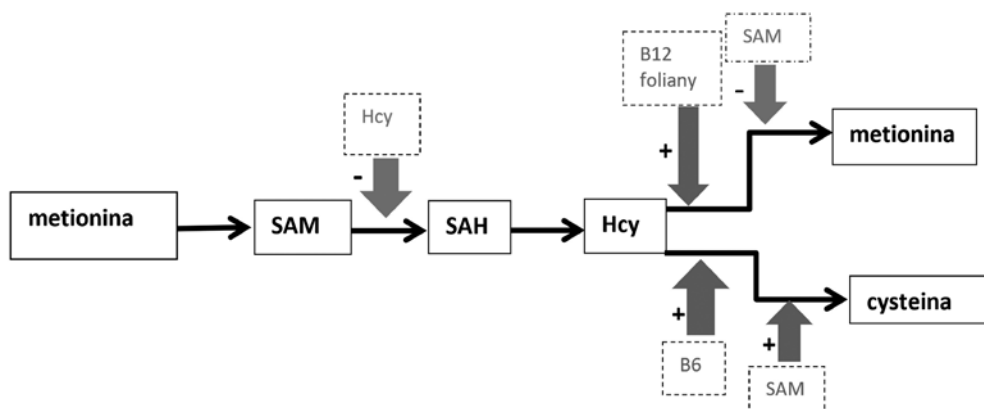 B12
foliany
SAM
-
Hcy
-
+
metionina
metionina
SAM
SAH
Hcy
cysteina
+
B6
+
SAM